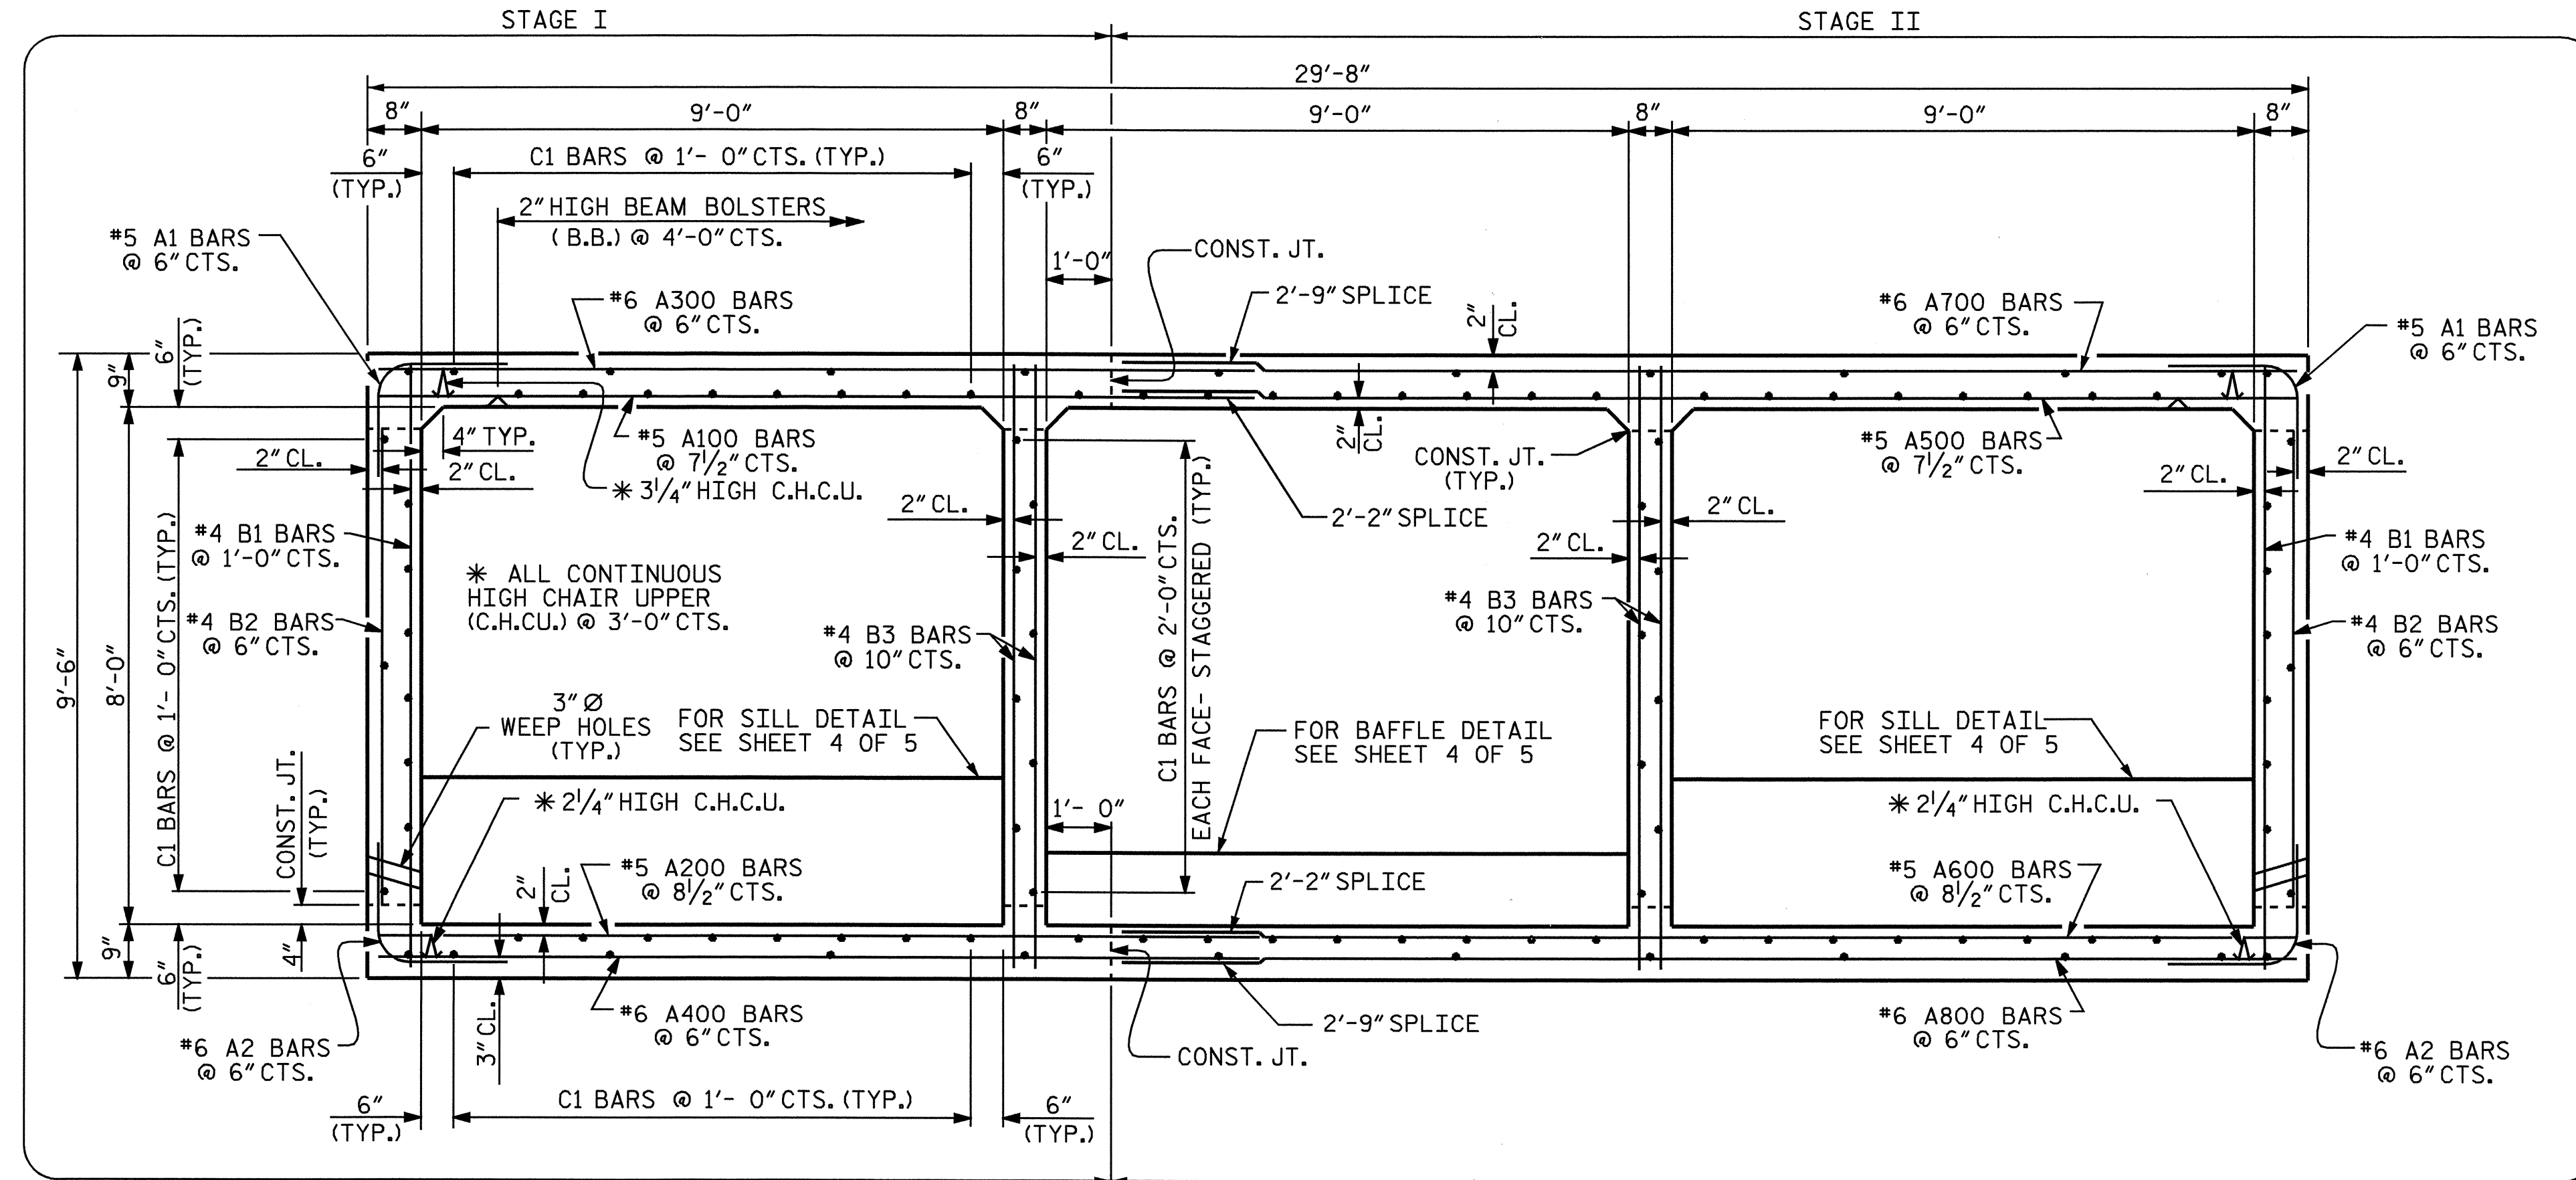 STAGE I
STAGE II
29'-8"
8"
9'-0"
8"
9'-0"
8"
9'-0"
8"
6"
(TYP.)
C1 BARS @ 1'- 0" CTS. (TYP.)
6"
(TYP.)
2" HIGH BEAM BOLSTERS
( B.B.) @ 4'-0" CTS.
#5 A1 BARS
@ 6" CTS.
1'-0"
CONST. JT.
#6 A300 BARS
@ 6" CTS.
2'-9" SPLICE
2"
CL.
#6 A700 BARS
@ 6" CTS.
#5 A1 BARS
@ 6" CTS.
9"
6"
(TYP.)
4" TYP.
#5 A100 BARS
@ 7 1/2" CTS.
2"
CL.
CONST. JT.
(TYP.)
#5 A500 BARS
@ 7 1/2" CTS.
2" CL.
2" CL.
✳ 3 1/4" HIGH C.H.C.U.
2" CL.
2" CL.
2'-2" SPLICE
2" CL.
2" CL.
2" CL.
2" CL.
#4 B1 BARS
@ 1'-0" CTS.
#4 B1 BARS
@ 1'-0" CTS.
✳ ALL CONTINUOUS
HIGH CHAIR UPPER
(C.H.C.U.) @ 3'-0" CTS.
#4 B2 BARS
@ 6" CTS.
#4 B3 BARS
@ 10" CTS.
#4 B3 BARS
@ 10" CTS.
#4 B2 BARS
@ 6" CTS.
9'-6"
8'-0"
C1 BARS @ 1'- 0" CTS. (TYP.)
C1 BARS @ 2'-0" CTS.
EACH FACE- STAGGERED (TYP.)
3" Ø
WEEP HOLES
(TYP.)
FOR SILL DETAIL
SEE SHEET 4 OF 5
FOR BAFFLE DETAIL
SEE SHEET 4 OF 5
FOR SILL DETAIL
SEE SHEET 4 OF 5
CONST. JT.
(TYP.)
✳ 2 1/4" HIGH C.H.C.U.
1'- 0"
✳ 2 1/4" HIGH C.H.C.U.
2"
CL.
#5 A200 BARS
@ 8 1/2" CTS.
2'-2" SPLICE
#5 A600 BARS
@ 8 1/2" CTS.
9"
6"
(TYP.)
4"
3" CL.
#6 A400 BARS
@ 6" CTS.
2'-9" SPLICE
#6 A800 BARS
@ 6" CTS.
#6 A2 BARS
@ 6" CTS.
CONST. JT.
#6 A2 BARS
@ 6" CTS.
6"
(TYP.)
C1 BARS @ 1'- 0" CTS. (TYP.)
6"
(TYP.)